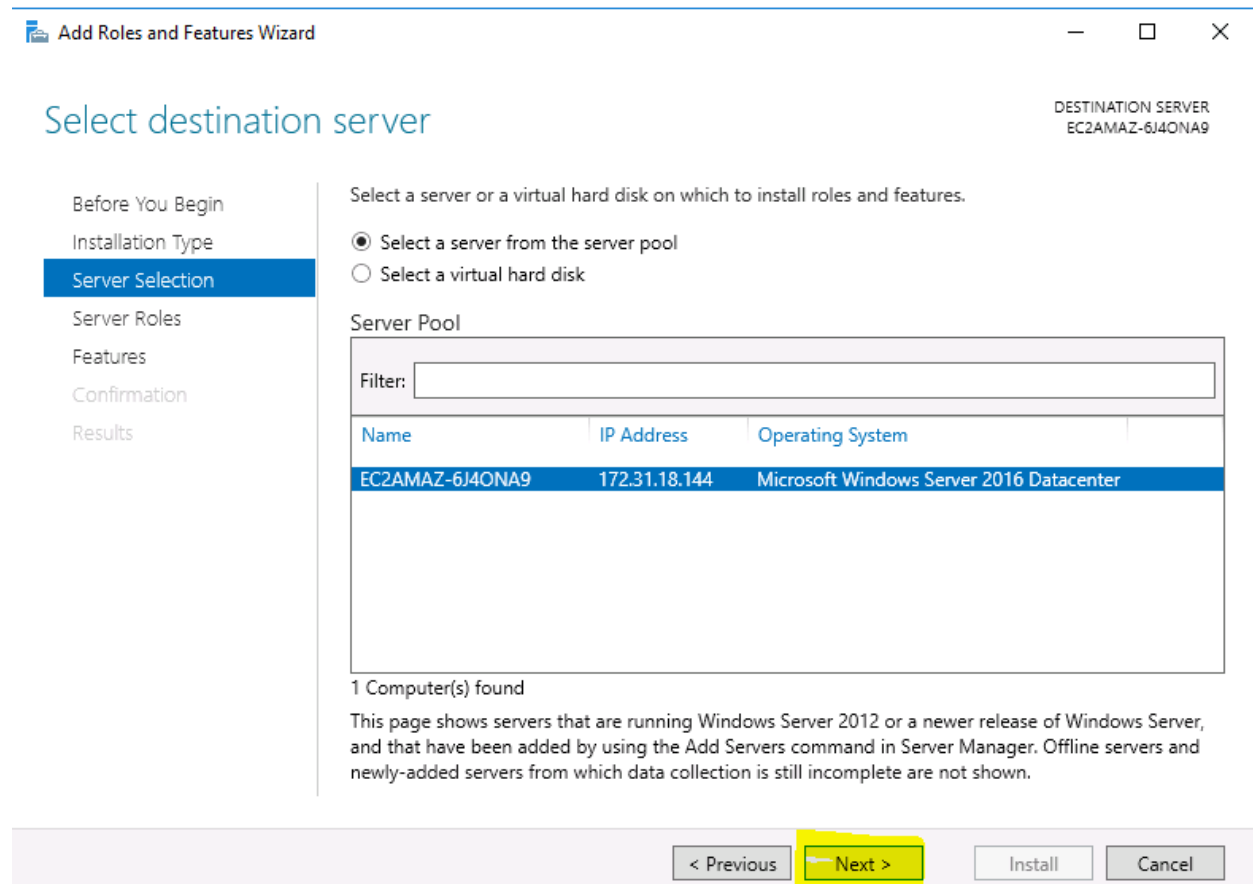 Add Roles and Features Wizard
Select destination server
DESTINATION SERVER
EC2AMAZ-6J4ONA9
Before You Begin
Installation Type
Server Selection
Server Roles
Features
Confirmation
Results
Select a server or a virtual hard disk on which to install roles and features.
Select a server from the server pool
Select a virtual hard disk
Server Pool
Filter:
Name IP Address Operating System
EC2AMAZ-6J4ONA9 172.31.18.144 Microsoft Windows Server 2016 Datacenter
1 Computer(s) found
This page shows servers that are running Windows Server 2012 or a newer release of Windows Server,
and that have been added by using the Add Servers command in Server Manager. Offline servers and
newly-added servers from which data collection is still incomplete are not shown.
< Previous Next > Install Cancel